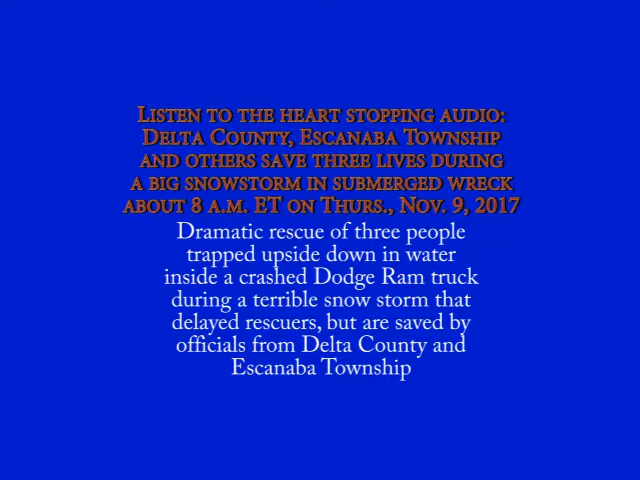 Listen to the heart stopping audio:
Delta County, Escanaba Township
and others save three lives during
a big snowstorm in submerged wreck
about 8 a.m. ET on Thurs., Nov. 9, 2017
Dramatic rescue of three people
trapped upside down in water
inside a crashed Dodge Ram truck
during a terrible snow storm that
delayed rescuers, but are saved by
officials from Delta County and
Escanaba Township